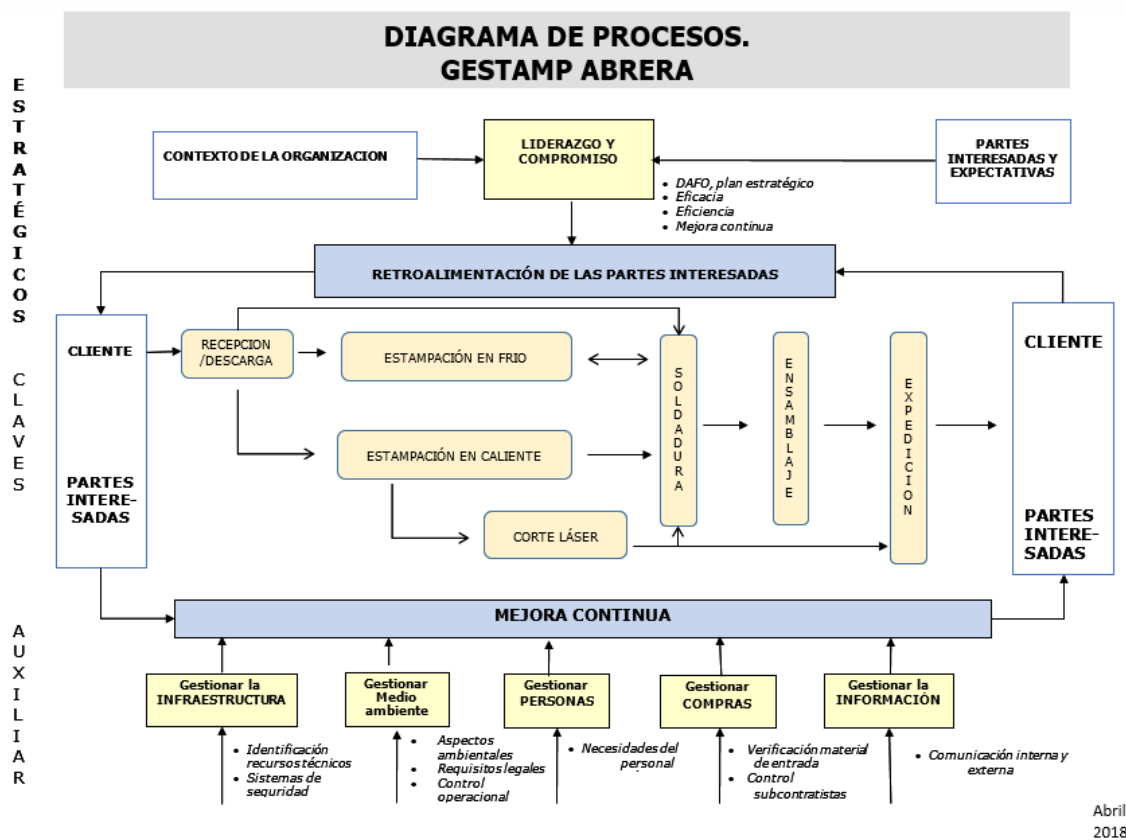 DIAGRAMA DE PROCESOS.
GESTAMP ABRERA
ESTRATÉGICOS
CONTEXTO DE LA ORGANIZACION
LIDERAZGO Y
COMPROMISO
PARTES
INTERESADAS Y
EXPECTATIVAS
• DAFO, plan estratégico
• Eficacia
• Eficiencia
• Mejora continua
RETROALIMENTACIÓN DE LAS PARTES INTERESADAS
CLAVES
CLIENTE
PARTES
INTERE-
SADAS
RECEPCION
/DESCARGA
ESTAMPACIÓN EN FRIO
ESTAMPACIÓN EN CALIENTE
CORTE LÁSER
SOLDADURA
ENSAMBLAJE
EXPEDICION
CLIENTE
PARTES
INTERE-
SADAS
AUXILIAR
MEJORA CONTINUA
Gestionar la
INFRAESTRUCTURA
Gestionar
Medio
ambiente
Gestionar
PERSONAS
Gestionar
COMPRAS
Gestionar la
INFORMACIÓN
• Identificación
recursos técnicos
• Sistemas de
seguridad
• Aspectos
ambientales
• Requisitos legales
• Control
operacional
• Necesidades del
personal
• Verificación material
de entrada
• Control
subcontratistas
• Comunicación interna y
externa
Abril
2018